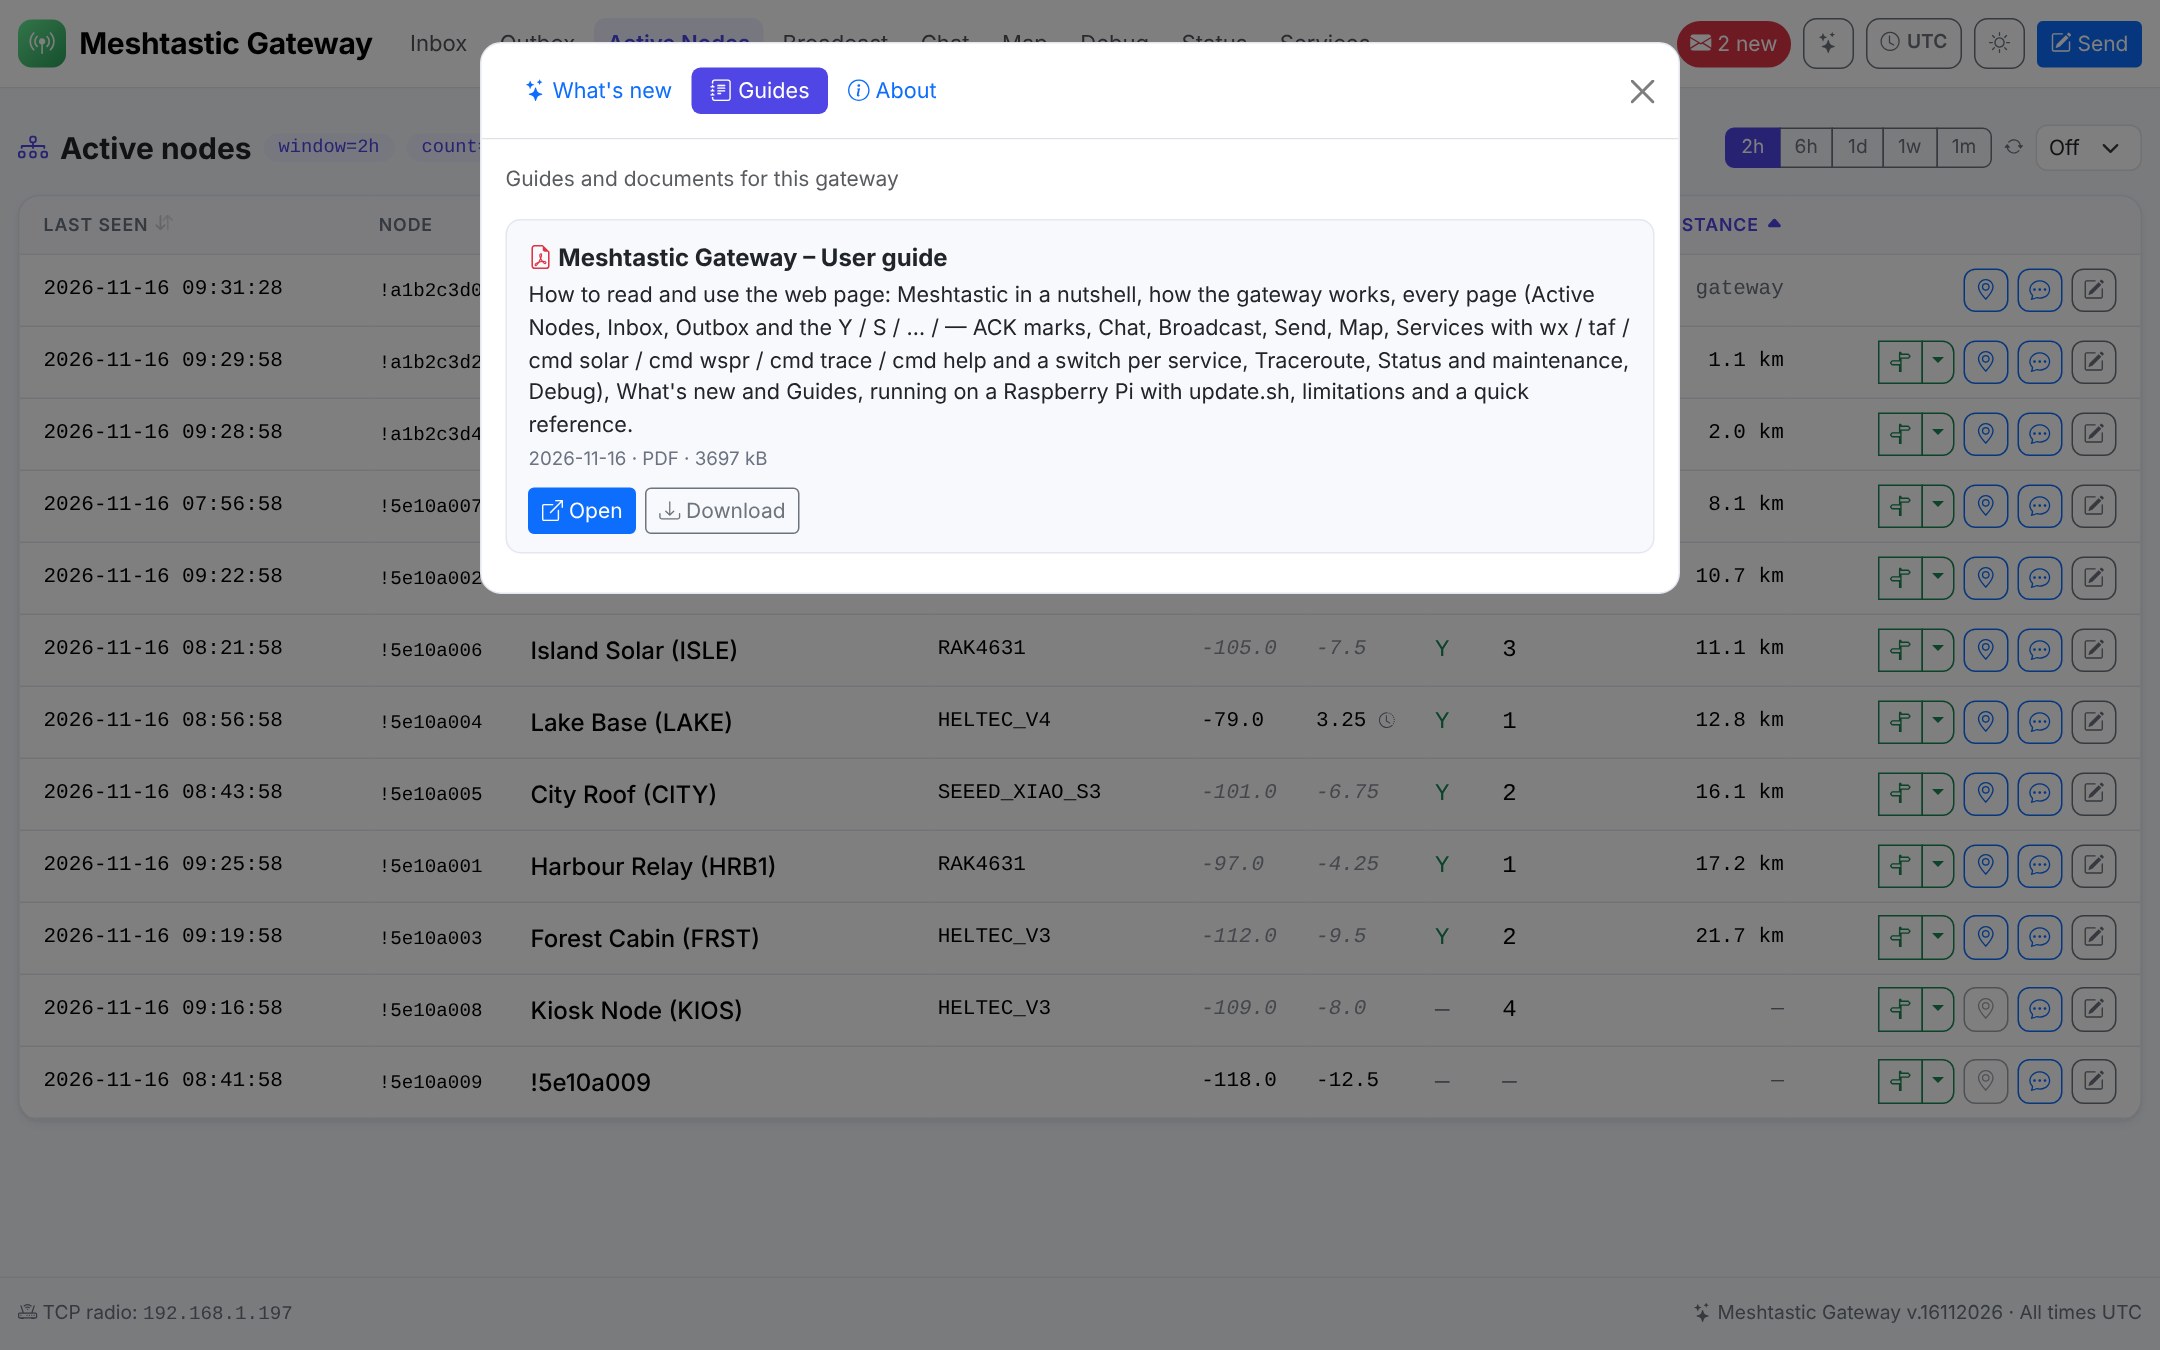 Meshtastic Gateway Inbox Outbox Active Nodes Broadcast Chat Map Debug Status Services 2 new UTC Send
What's new Guides About
Active nodes window=2h count= 2h 6h 1d 1w 1m Off
Guides and documents for this gateway
LAST SEEN NODE STANCE
Meshtastic Gateway – User guide
How to read and use the web page: Meshtastic in a nutshell, how the gateway works, every page (Active
Nodes, Inbox, Outbox and the Y / S / ... / — ACK marks, Chat, Broadcast, Send, Map, Services with wx / taf /
cmd solar / cmd wspr / cmd trace / cmd help and a switch per service, Traceroute, Status and maintenance,
Debug), What's new and Guides, running on a Raspberry Pi with update.sh, limitations and a quick
reference.
2026-11-16 · PDF · 3697 kB
Open Download
2026-11-16 09:31:28 !a1b2c3d0 gateway
2026-11-16 09:29:58 !a1b2c3d2 1.1 km
2026-11-16 09:28:58 !a1b2c3d4 2.0 km
2026-11-16 07:56:58 !5e10a007 8.1 km
2026-11-16 09:22:58 !5e10a002 10.7 km
2026-11-16 08:21:58 !5e10a006 Island Solar (ISLE) RAK4631 -105.0 -7.5 Y 3 11.1 km
2026-11-16 08:56:58 !5e10a004 Lake Base (LAKE) HELTEC_V4 -79.0 3.25 Y 1 12.8 km
2026-11-16 08:43:58 !5e10a005 City Roof (CITY) SEEED_XIAO_S3 -101.0 -6.75 Y 2 16.1 km
2026-11-16 09:25:58 !5e10a001 Harbour Relay (HRB1) RAK4631 -97.0 -4.25 Y 1 17.2 km
2026-11-16 09:19:58 !5e10a003 Forest Cabin (FRST) HELTEC_V3 -112.0 -9.5 Y 2 21.7 km
2026-11-16 09:16:58 !5e10a008 Kiosk Node (KIOS) HELTEC_V3 -109.0 -8.0 — 4 —
2026-11-16 08:41:58 !5e10a009 !5e10a009 -118.0 -12.5 — — —
TCP radio: 192.168.1.197 Meshtastic Gateway v.16112026 · All times UTC